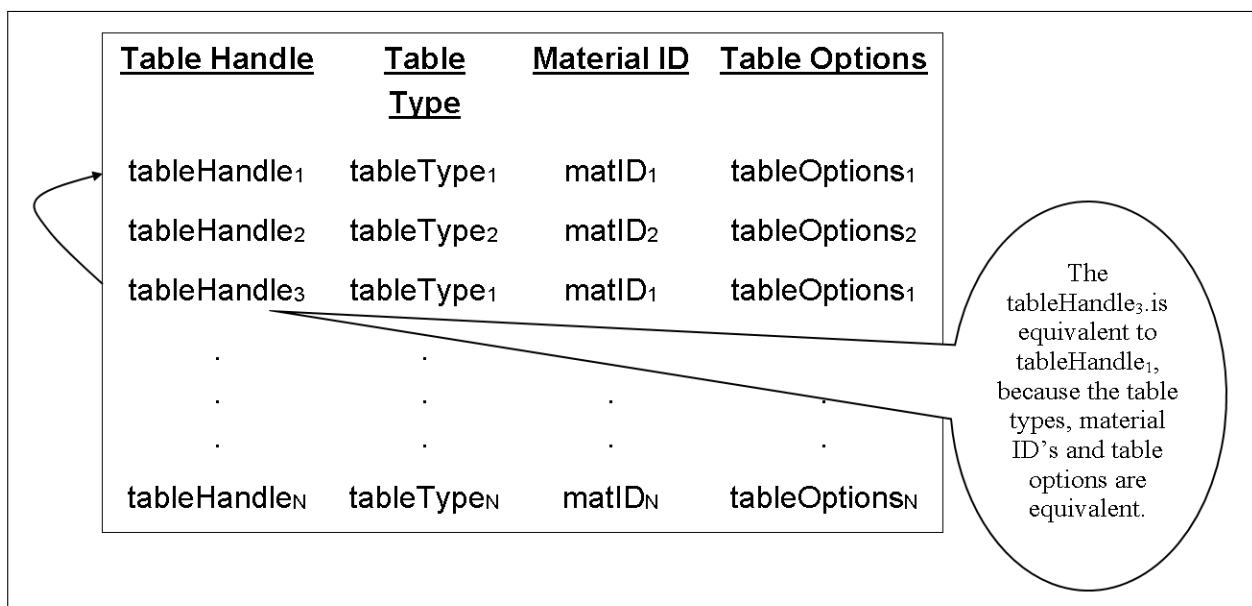 Table Handle Table Type Material ID Table Options
tableHandle₁ tableType₁ matID₁ tableOptions₁
tableHandle₂ tableType₂ matID₂ tableOptions₂
tableHandle₃ tableType₁ matID₁ tableOptions₁
. .
. . . .
. . . .
tableHandleN tableTypeN matIDN tableOptionsN
The
tableHandle₃.is
equivalent to
tableHandle₁,
because the table
types, material
ID’s and table
options are
equivalent.